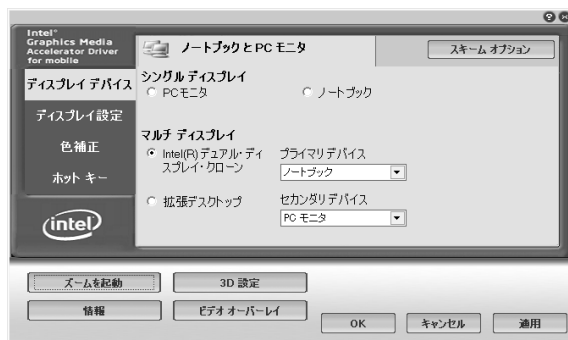 Intel®
Graphics Media
Accelerator Driver
for mobile
ノートブックと PC モニタ
スキーム オプション
ディスプレイ デバイス
ディスプレイ設定
色補正
ホット キー
intel
シングル ディスプレイ
PCモニタ
ノートブック
マルチ ディスプレイ
Intel(R) デュアル・ディ
スプレイ・クローン
プライマリ デバイス
ノートブック
拡張デスクトップ
セカンダリ デバイス
PC モニタ
ズームを起動
3D 設定
情報
ビデオ オーバーレイ
OK
キャンセル
適用